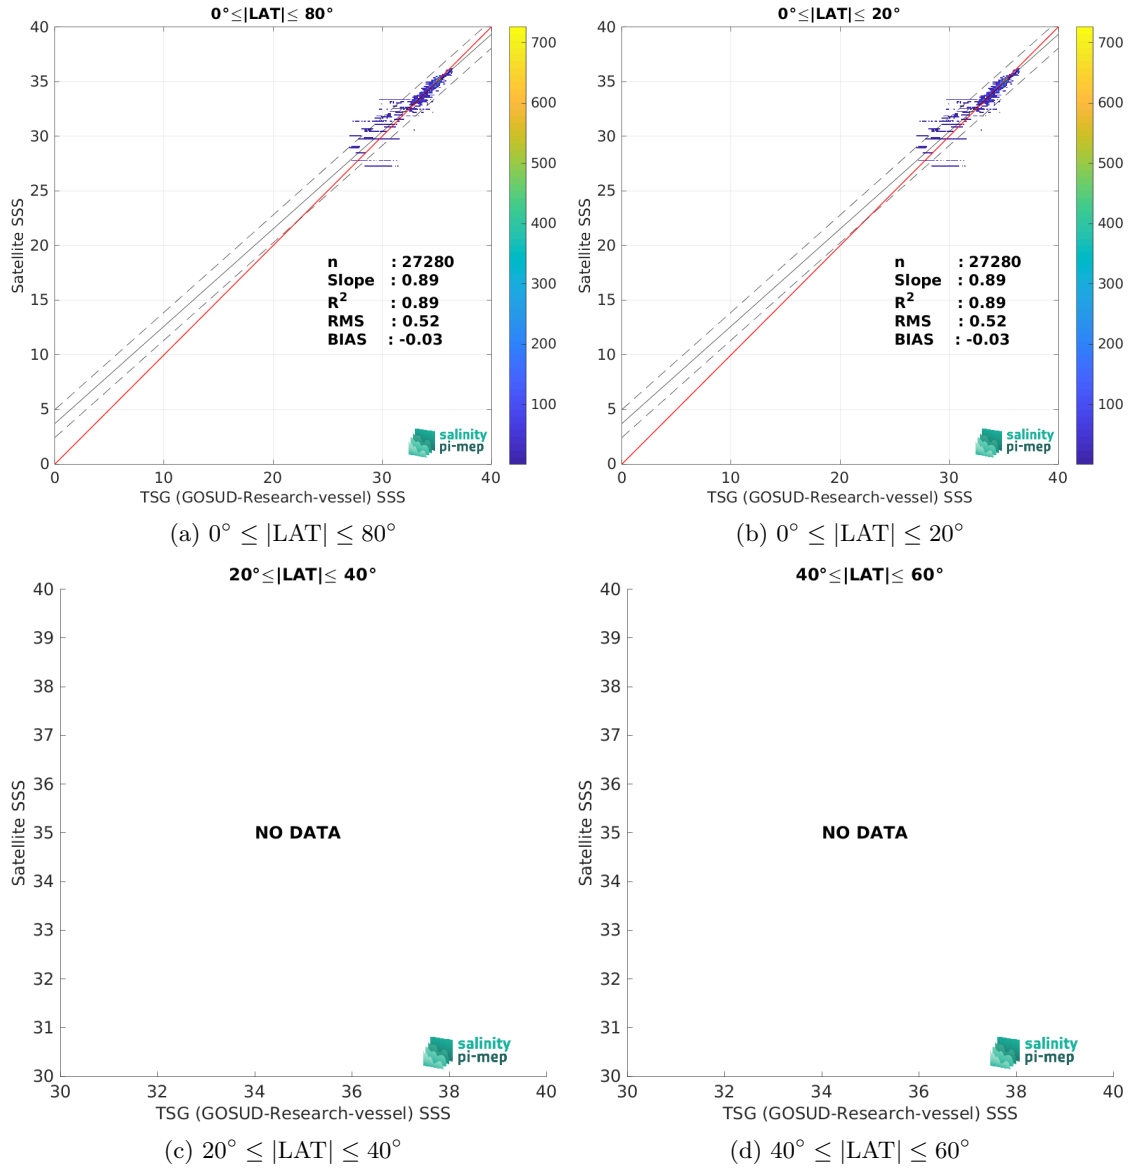 0°≤|LAT|≤ 80°
40
35
30
25
20
15
10
5
0
Satellite SSS
n : 27280
Slope : 0.89
R² : 0.89
RMS : 0.52
BIAS : -0.03
salinity
pi-mep
0 10 20 30 40
TSG (GOSUD-Research-vessel) SSS
700
600
500
400
300
200
100
(a) 0° ≤ |LAT| ≤ 80°
0°≤|LAT|≤ 20°
40
35
30
25
20
15
10
5
0
Satellite SSS
n : 27280
Slope : 0.89
R² : 0.89
RMS : 0.52
BIAS : -0.03
salinity
pi-mep
0 10 20 30 40
TSG (GOSUD-Research-vessel) SSS
700
600
500
400
300
200
100
(b) 0° ≤ |LAT| ≤ 20°
20°≤|LAT|≤ 40°
40
39
38
37
36
35
34
33
32
31
30
Satellite SSS
NO DATA
salinity
pi-mep
30 32 34 36 38 40
TSG (GOSUD-Research-vessel) SSS
(c) 20° ≤ |LAT| ≤ 40°
40°≤|LAT|≤ 60°
40
39
38
37
36
35
34
33
32
31
30
Satellite SSS
NO DATA
salinity
pi-mep
30 32 34 36 38 40
TSG (GOSUD-Research-vessel) SSS
(d) 40° ≤ |LAT| ≤ 60°